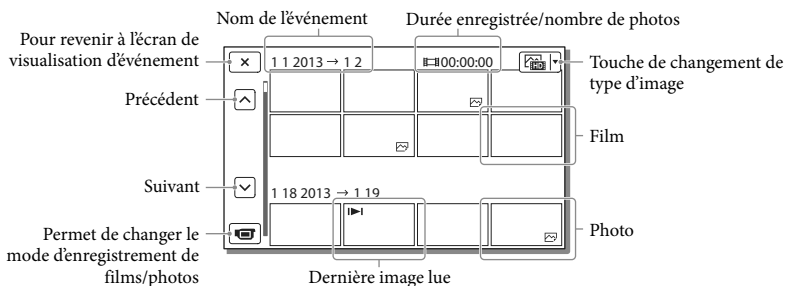 Nom de l'événement
Durée enregistrée/nombre de photos
Pour revenir à l'écran de
visualisation d'événement
1 1 2013 → 1 2
00:00:00
HD
Touche de changement de
type d'image
Précédent
Film
Suivant
1 18 2013 → 1 19
Photo
Permet de changer le
mode d'enregistrement de
films/photos
Dernière image lue